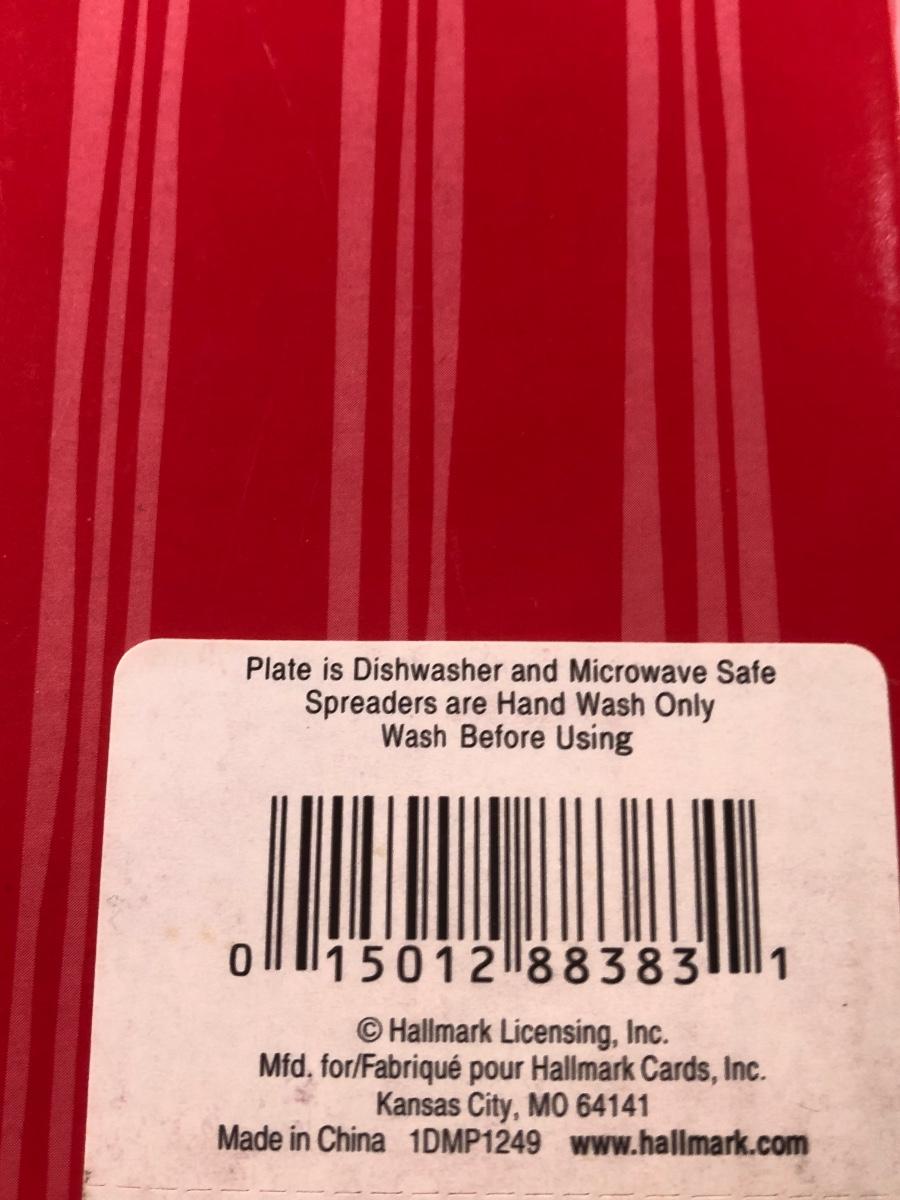 Plate is Dishwasher and Microwave Safe
Spreaders are Hand Wash Only
Wash Before Using
0 15012 88383 1
© Hallmark Licensing, Inc.
Mfd. for/Fabriqué pour Hallmark Cards, Inc.
Kansas City, MO 64141
Made in China 1DMP1249 www.hallmark.com